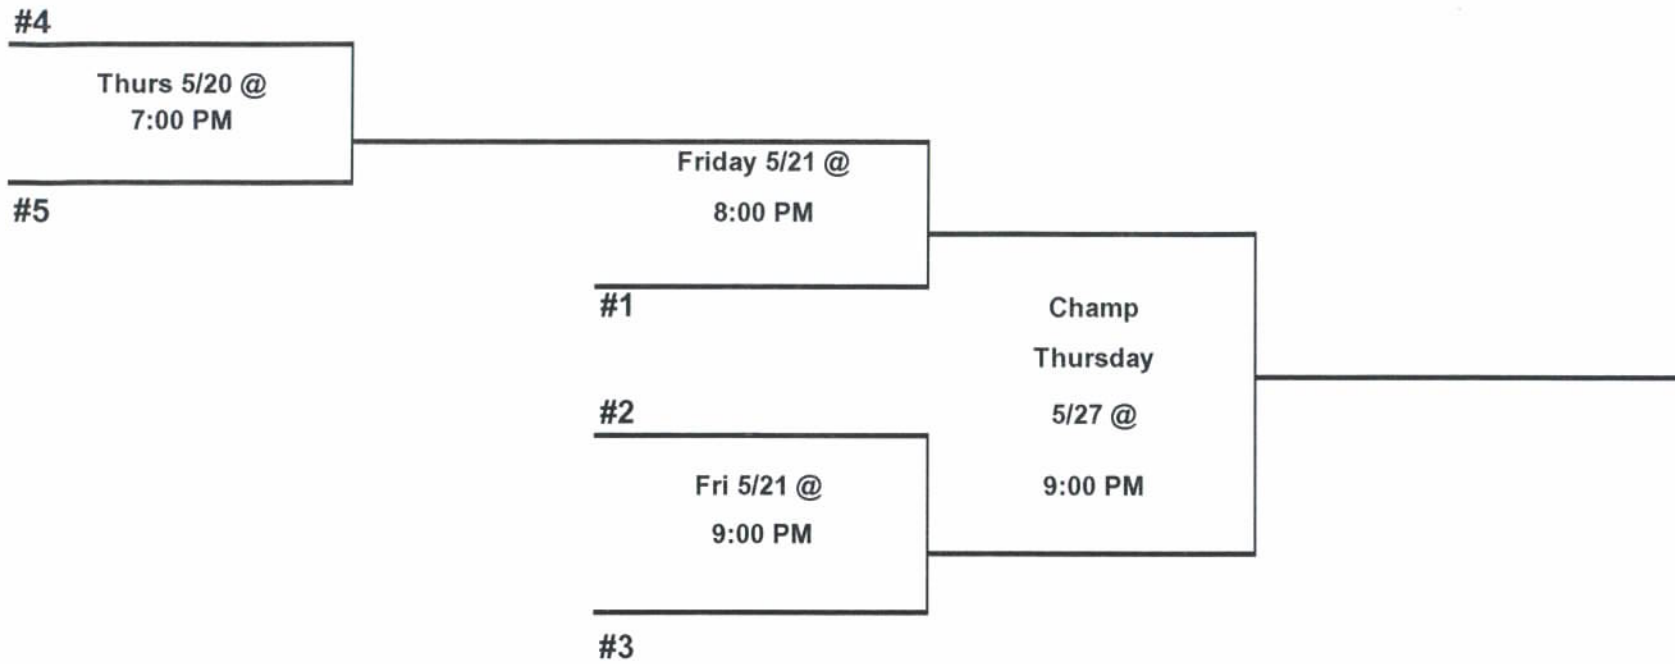 #4
Thurs 5/20 @
7:00 PM
#5
Friday 5/21 @
8:00 PM
#1
#2
Fri 5/21 @
9:00 PM
#3
Champ
Thursday
5/27 @
9:00 PM